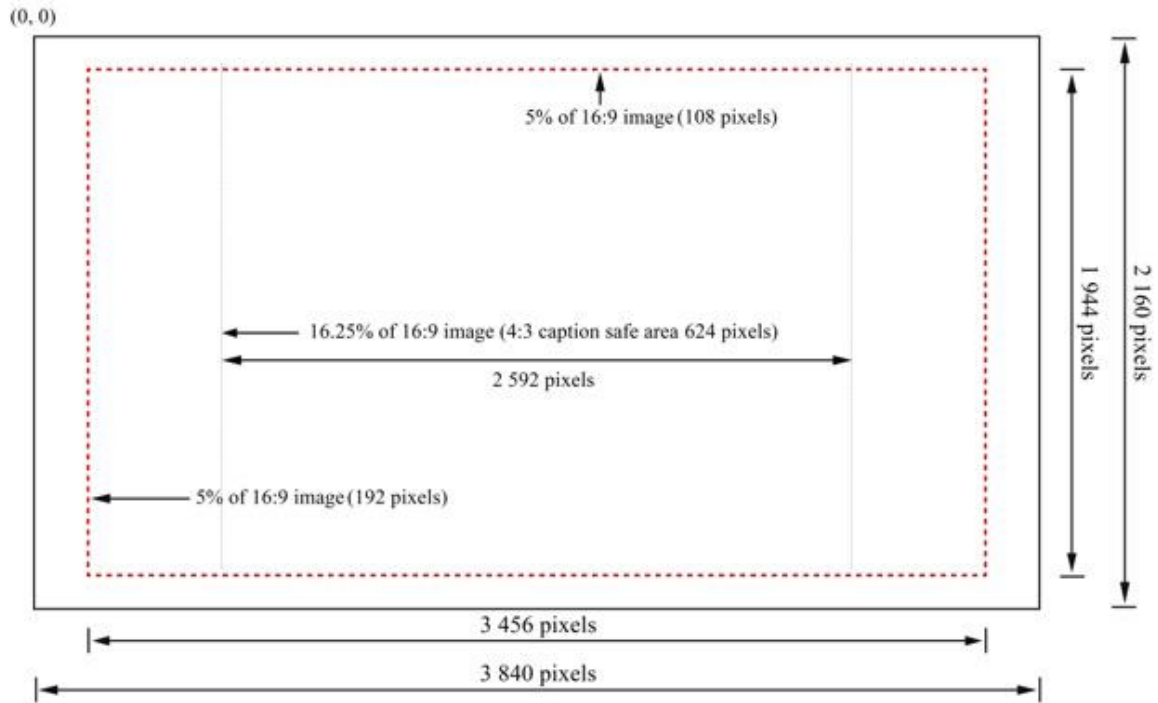 (0, 0)
5% of 16:9 image (108 pixels)
16.25% of 16:9 image (4:3 caption safe area 624 pixels)
2 592 pixels
1 944 pixels
2 160 pixels
5% of 16:9 image (192 pixels)
3 456 pixels
3 840 pixels